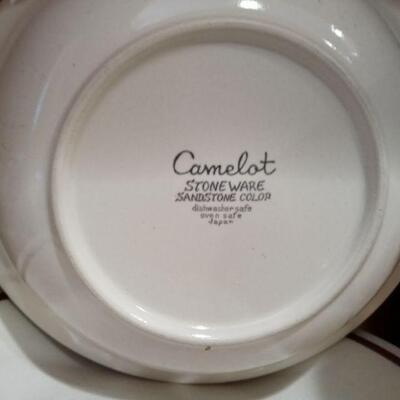 Camelot
STONEWARE
SANDSTONE COLOR
dishwasher safe
oven safe
Japan